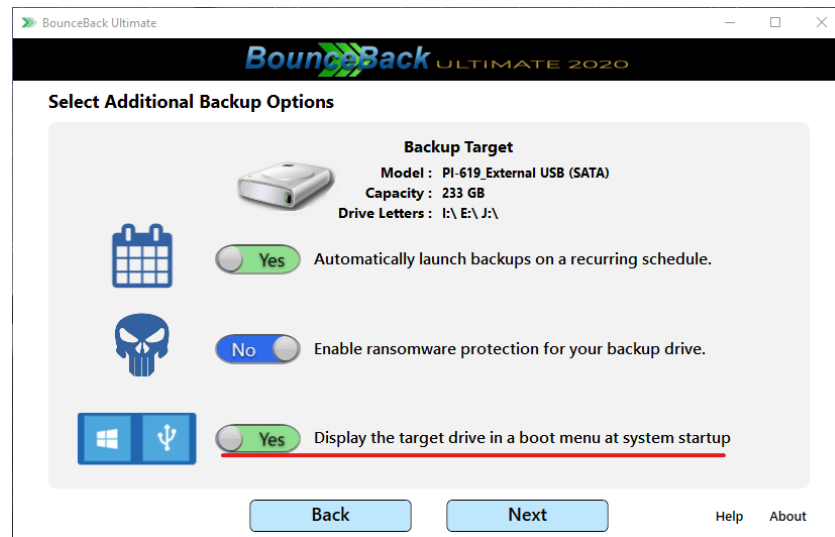 BounceBack Ultimate
BounceBack ULTIMATE 2020
Select Additional Backup Options
Backup Target
Model : PI-619_External USB (SATA)
Capacity : 233 GB
Drive Letters : I:\ E:\ J:\
Yes Automatically launch backups on a recurring schedule.
No Enable ransomware protection for your backup drive.
Yes Display the target drive in a boot menu at system startup
Back Next Help About